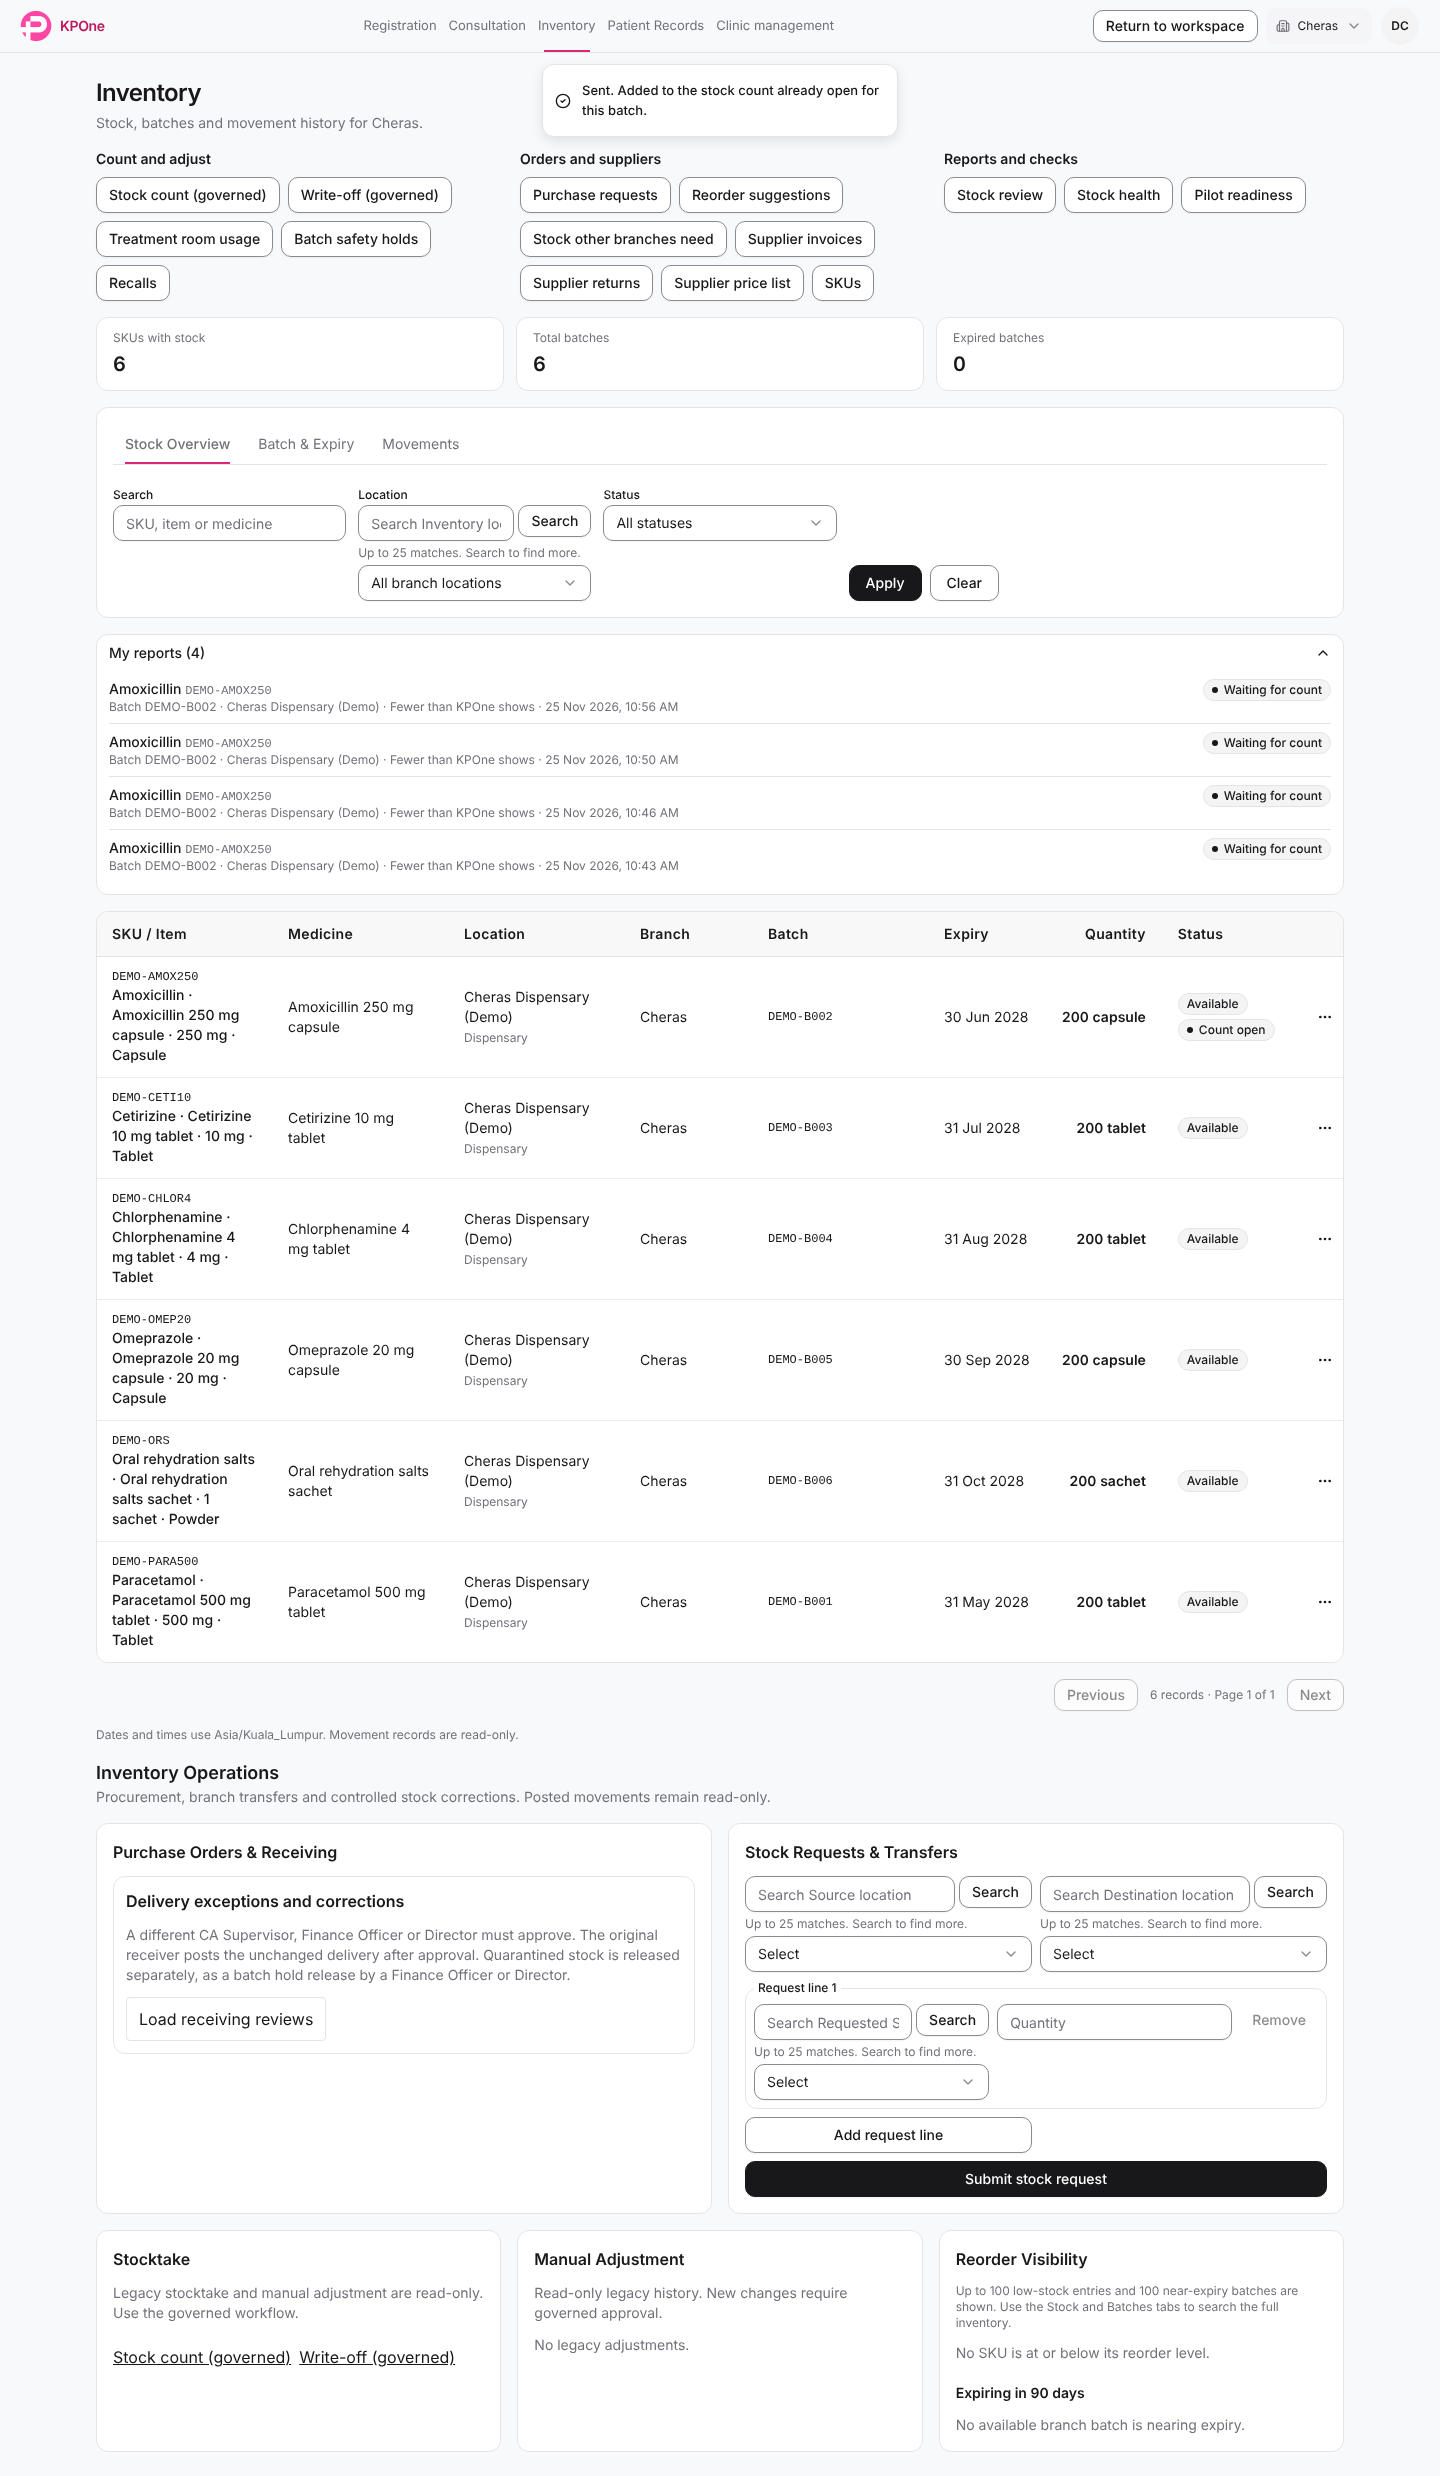 KPOne
Registration
Consultation
Inventory
Patient Records
Clinic management
Return to workspace
Cheras
DC
Inventory
Stock, batches and movement history for Cheras.
Sent. Added to the stock count already open for
this batch.
Count and adjust
Stock count (governed)
Write-off (governed)
Treatment room usage
Batch safety holds
Recalls
Orders and suppliers
Purchase requests
Reorder suggestions
Stock other branches need
Supplier invoices
Supplier returns
Supplier price list
SKUs
Reports and checks
Stock review
Stock health
Pilot readiness
SKUs with stock
6
Total batches
6
Expired batches
0
Stock Overview
Batch & Expiry
Movements
Search
SKU, item or medicine
Location
Search Inventory lo
Search
Up to 25 matches. Search to find more.
All branch locations
Status
All statuses
Apply
Clear
My reports (4)
Amoxicillin DEMO-AMOX250
Batch DEMO-B002 · Cheras Dispensary (Demo) · Fewer than KPOne shows · 25 Nov 2026, 10:56 AM
Waiting for count
Amoxicillin DEMO-AMOX250
Batch DEMO-B002 · Cheras Dispensary (Demo) · Fewer than KPOne shows · 25 Nov 2026, 10:50 AM
Waiting for count
Amoxicillin DEMO-AMOX250
Batch DEMO-B002 · Cheras Dispensary (Demo) · Fewer than KPOne shows · 25 Nov 2026, 10:46 AM
Waiting for count
Amoxicillin DEMO-AMOX250
Batch DEMO-B002 · Cheras Dispensary (Demo) · Fewer than KPOne shows · 25 Nov 2026, 10:43 AM
Waiting for count
SKU / Item
Medicine
Location
Branch
Batch
Expiry
Quantity
Status
DEMO-AMOX250
Amoxicillin ·
Amoxicillin 250 mg
capsule · 250 mg ·
Capsule
Amoxicillin 250 mg
capsule
Cheras Dispensary
(Demo)
Dispensary
Cheras
DEMO-B002
30 Jun 2028
200 capsule
Available
Count open
DEMO-CETI10
Cetirizine · Cetirizine
10 mg tablet · 10 mg ·
Tablet
Cetirizine 10 mg
tablet
Cheras Dispensary
(Demo)
Dispensary
Cheras
DEMO-B003
31 Jul 2028
200 tablet
Available
DEMO-CHLOR4
Chlorphenamine ·
Chlorphenamine 4
mg tablet · 4 mg ·
Tablet
Chlorphenamine 4
mg tablet
Cheras Dispensary
(Demo)
Dispensary
Cheras
DEMO-B004
31 Aug 2028
200 tablet
Available
DEMO-OMEP20
Omeprazole ·
Omeprazole 20 mg
capsule · 20 mg ·
Capsule
Omeprazole 20 mg
capsule
Cheras Dispensary
(Demo)
Dispensary
Cheras
DEMO-B005
30 Sep 2028
200 capsule
Available
DEMO-ORS
Oral rehydration salts
· Oral rehydration
salts sachet · 1
sachet · Powder
Oral rehydration salts
sachet
Cheras Dispensary
(Demo)
Dispensary
Cheras
DEMO-B006
31 Oct 2028
200 sachet
Available
DEMO-PARA500
Paracetamol ·
Paracetamol 500 mg
tablet · 500 mg ·
Tablet
Paracetamol 500 mg
tablet
Cheras Dispensary
(Demo)
Dispensary
Cheras
DEMO-B001
31 May 2028
200 tablet
Available
Previous
6 records · Page 1 of 1
Next
Dates and times use Asia/Kuala_Lumpur. Movement records are read-only.
Inventory Operations
Procurement, branch transfers and controlled stock corrections. Posted movements remain read-only.
Purchase Orders & Receiving
Delivery exceptions and corrections
A different CA Supervisor, Finance Officer or Director must approve. The original
receiver posts the unchanged delivery after approval. Quarantined stock is released
separately, as a batch hold release by a Finance Officer or Director.
Load receiving reviews
Stock Requests & Transfers
Search Source location
Search
Up to 25 matches. Search to find more.
Select
Search Destination location
Search
Up to 25 matches. Search to find more.
Select
Request line 1
Search Requested S
Search
Up to 25 matches. Search to find more.
Select
Quantity
Remove
Add request line
Submit stock request
Stocktake
Legacy stocktake and manual adjustment are read-only.
Use the governed workflow.
Stock count (governed)
Write-off (governed)
Manual Adjustment
Read-only legacy history. New changes require
governed approval.
No legacy adjustments.
Reorder Visibility
Up to 100 low-stock entries and 100 near-expiry batches are
shown. Use the Stock and Batches tabs to search the full
inventory.
No SKU is at or below its reorder level.
Expiring in 90 days
No available branch batch is nearing expiry.